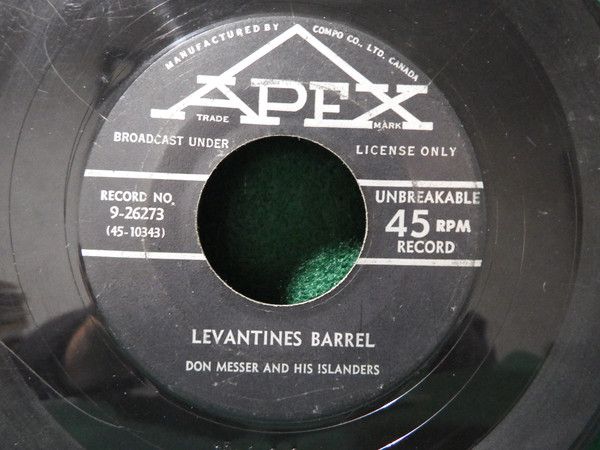 MANUFACTURED BY COMPO CO., LTD. CANADA
APEX
TRADE MARK
BROADCAST UNDER LICENSE ONLY
RECORD NO.
9-26273
(45-10343)
UNBREAKABLE
45 RPM
RECORD
LEVANTINES BARREL
DON MESSER AND HIS ISLANDERS